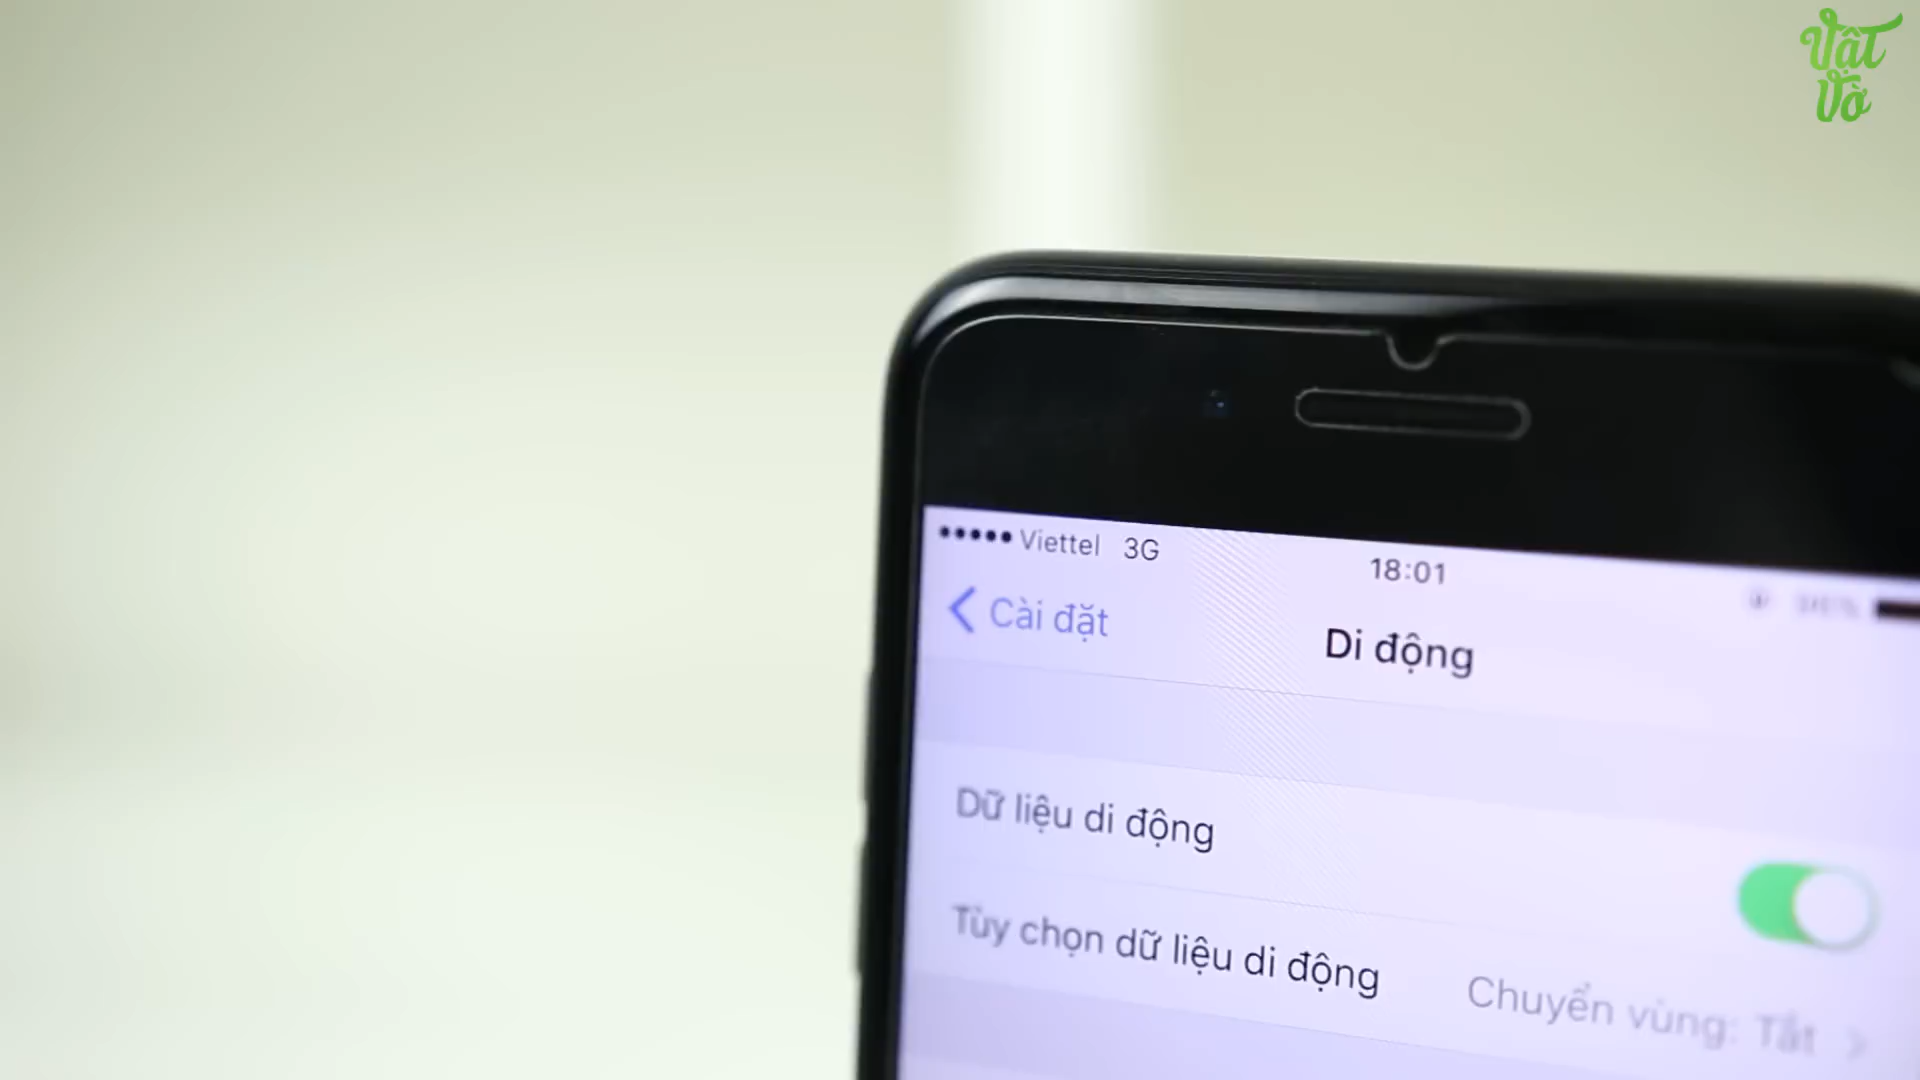 Vật
Vờ
Viettel 3G 18:01
Cài đặt
Di động
Dữ liệu di động
Tùy chọn dữ liệu di động Chuyển vùng: Tắt